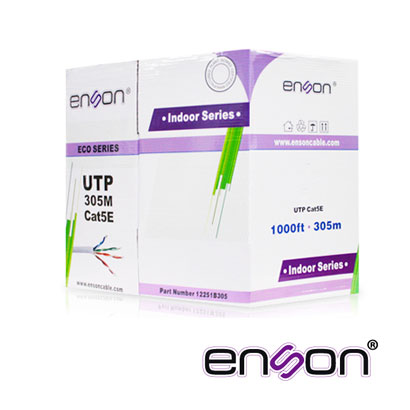 enson®
ECO SERIES
UTP
305M
Cat5E
www.ensoncable.com
• Indoor Series •
Part Number 12251B305
enson®
www.ensoncable.com
UTP Cat5E
1000ft • 305m
• Indoor Series •
enson®